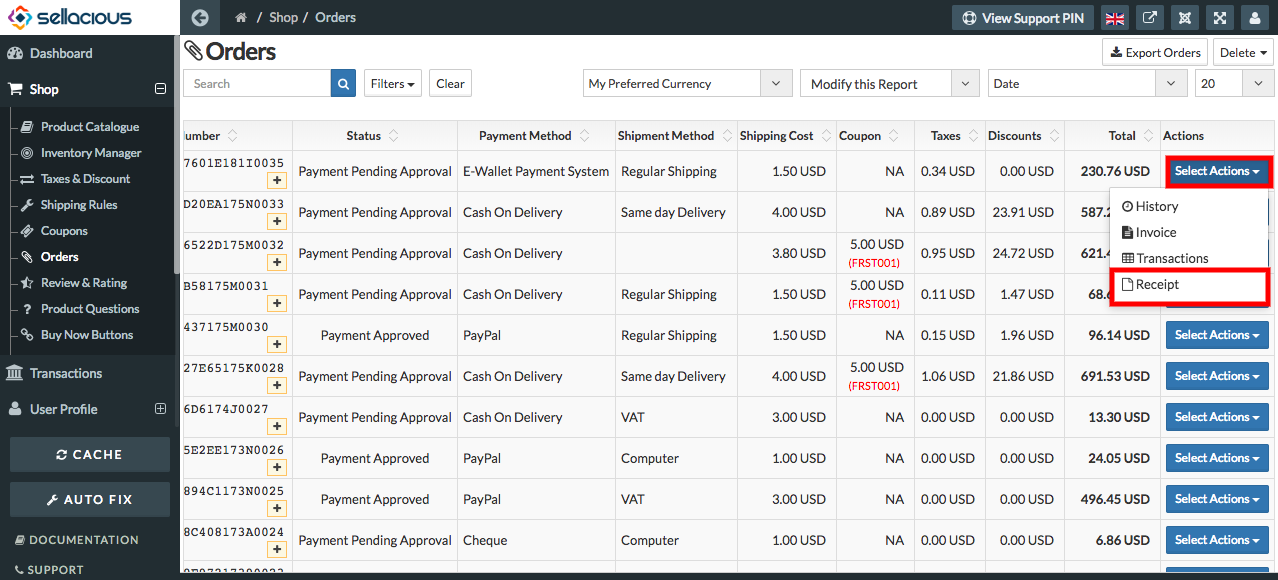 sellacious
Shop / Orders
View Support PIN
Dashboard
Shop
Product Catalogue
Inventory Manager
Taxes & Discount
Shipping Rules
Coupons
Orders
Review & Rating
Product Questions
Buy Now Buttons
Transactions
User Profile
CACHE
AUTO FIX
DOCUMENTATION
SUPPORT
Orders
Export Orders Delete
Search Filters Clear My Preferred Currency Modify this Report Date 20
umber Status Payment Method Shipment Method Shipping Cost Coupon Taxes Discounts Total Actions
7601E181I0035 Payment Pending Approval E-Wallet Payment System Regular Shipping 1.50 USD NA 0.34 USD 0.00 USD 230.76 USD Select Actions
History
Invoice
Transactions
Receipt
D20EA175N0033 Payment Pending Approval Cash On Delivery Same day Delivery 4.00 USD NA 0.89 USD 23.91 USD 587.2
6522D175M0032 Payment Pending Approval Cash On Delivery 3.80 USD 5.00 USD (FRST001) 0.95 USD 24.72 USD 621.4
B58175M0031 Payment Pending Approval Cash On Delivery Regular Shipping 1.50 USD 5.00 USD (FRST001) 0.11 USD 1.47 USD 68.6
437175M0030 Payment Approved PayPal Regular Shipping 1.50 USD NA 0.15 USD 1.96 USD 96.14 USD Select Actions
27E65175K0028 Payment Pending Approval Cash On Delivery Same day Delivery 4.00 USD 5.00 USD (FRST001) 1.06 USD 21.86 USD 691.53 USD Select Actions
6D6174J0027 Payment Pending Approval Cash On Delivery VAT 3.00 USD NA 0.00 USD 0.00 USD 13.30 USD Select Actions
5E2EE173N0026 Payment Approved PayPal Computer 1.00 USD NA 0.00 USD 0.00 USD 24.05 USD Select Actions
894C1173N0025 Payment Approved PayPal VAT 3.00 USD NA 0.00 USD 0.00 USD 496.45 USD Select Actions
8C408173A0024 Payment Pending Approval Cheque Computer 1.00 USD NA 0.00 USD 0.00 USD 6.86 USD Select Actions